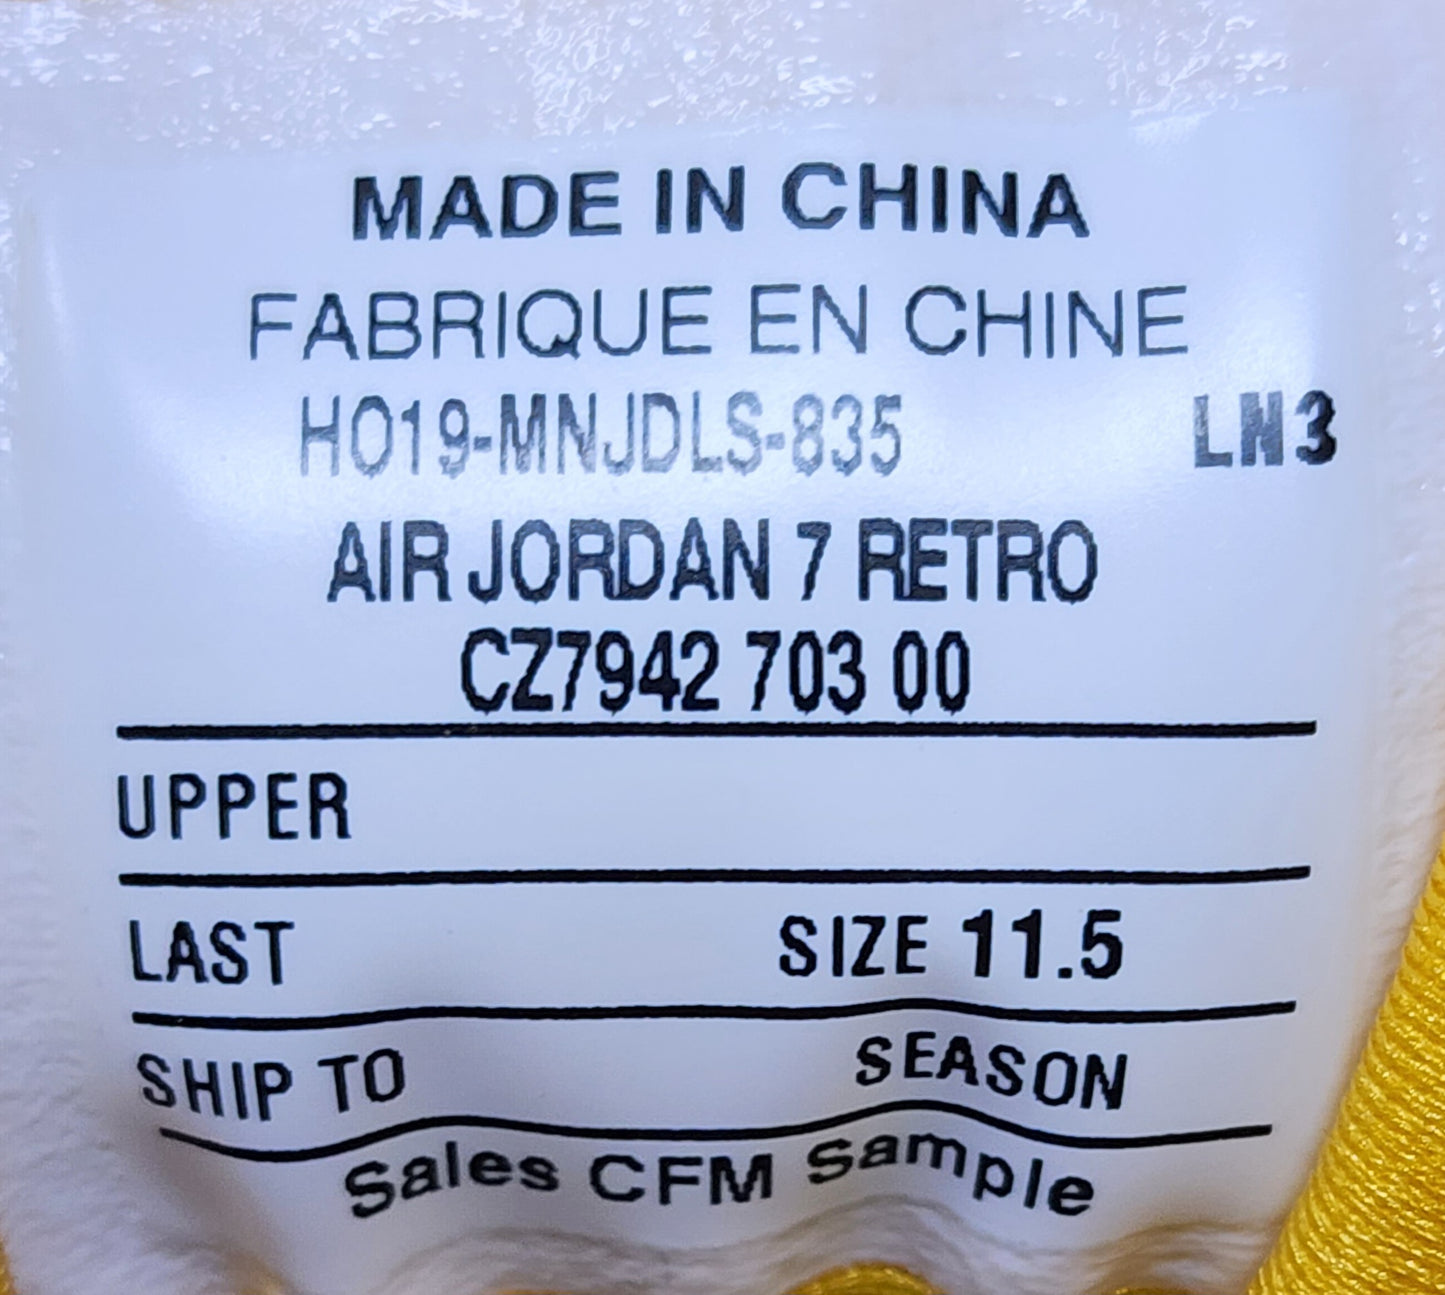 MADE IN CHINA
FABRIQUE EN CHINE
HO19-MNJDLS-835 LN3
AIR JORDAN 7 RETRO
CZ7942 703 00
UPPER
LAST SIZE 11.5
SHIP TO SEASON
Sales CFM Sample